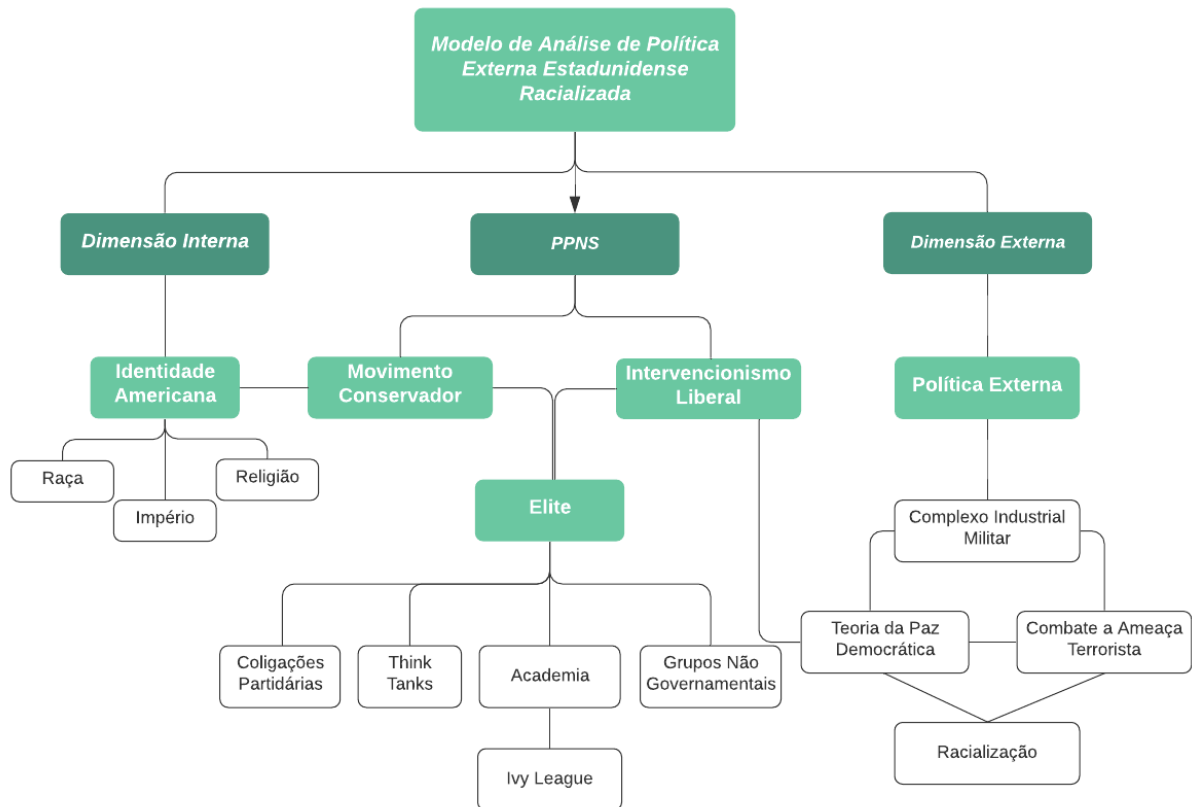 Modelo de Análise de Política
Externa Estadunidense
Racializada
Dimensão Interna
PPNS
Dimensão Externa
Identidade
Americana
Movimento
Conservador
Intervencionismo
Liberal
Política Externa
Raça
Religião
Império
Elite
Complexo Industrial
Militar
Coligações
Partidárias
Think
Tanks
Academia
Grupos Não
Governamentais
Teoria da Paz
Democrática
Combate a Ameaça
Terrorista
Ivy League
Racialização